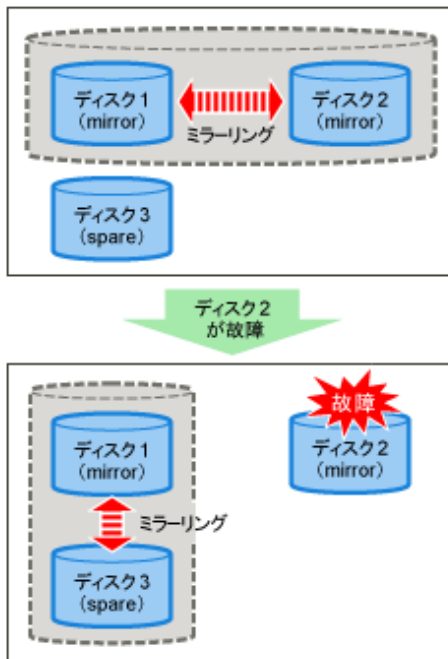 ディスク1
(mirror)
ディスク2
(mirror)
ミラーリング
ディスク3
(spare)
ディスク2
が故障
故障
ディスク1
(mirror)
ディスク2
(mirror)
ミラーリング
ディスク3
(spare)